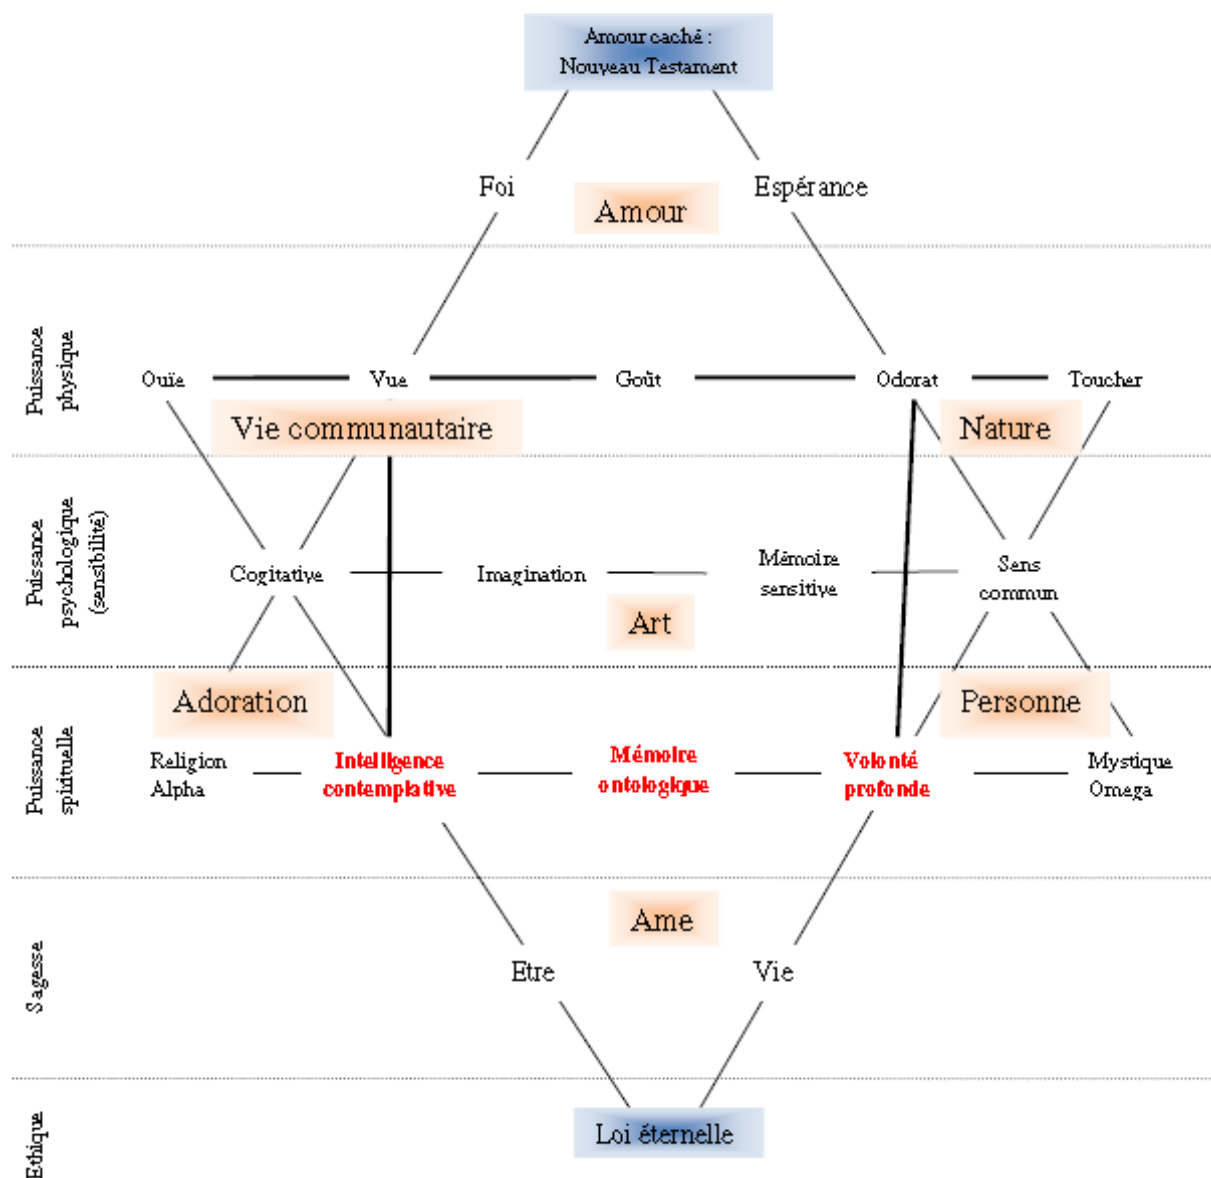 Amour caché :
Nouveau Testament
Foi
Espérance
Amour
Puissance
physique
Ouïe
Vue
Goût
Odorat
Toucher
Vie communautaire
Nature
Puissance
psychologique
(sensibilité)
Cogitative
Imagination
Mémoire
sensitive
Sens
commun
Art
Adoration
Personne
Puissance
spirituelle
Religion
Alpha
Intelligence
contemplative
Mémoire
ontologique
Volonté
profonde
Mystique
Omega
Ame
Sagesse
Etre
Vie
Ethique
Loi éternelle